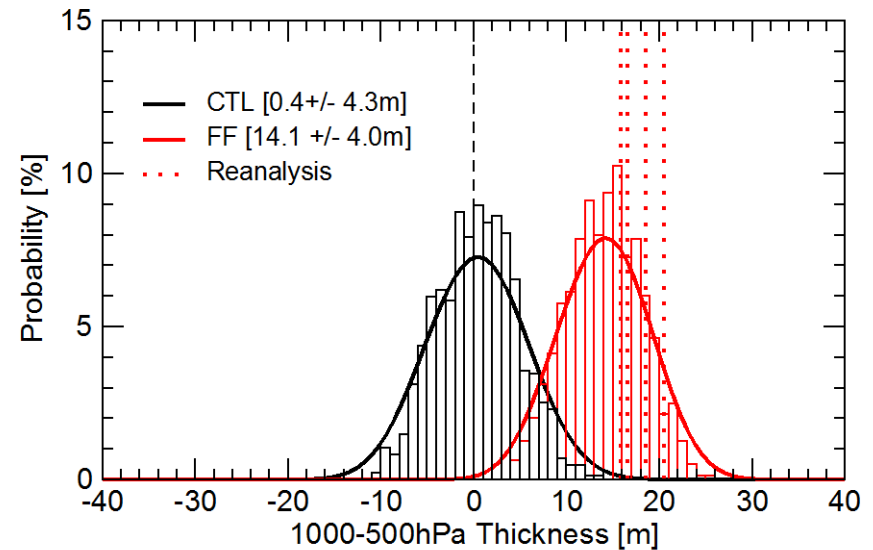 15
10
5
0
Probability [%]
CTL [0.4+/- 4.3m]
FF [14.1 +/- 4.0m]
Reanalysis
-40 -30 -20 -10 0 10 20 30 40
1000-500hPa Thickness [m]